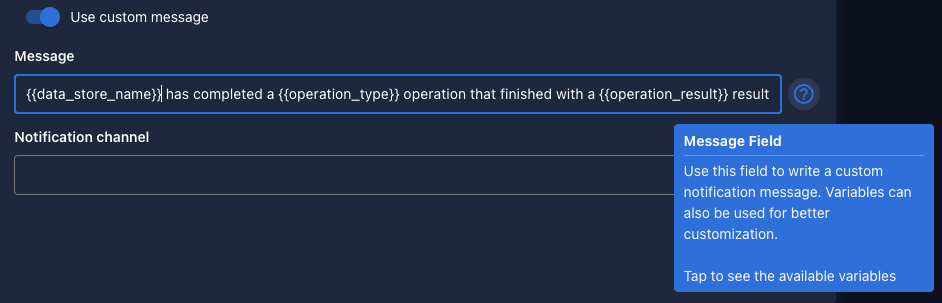 Use custom message
Message
{{data_store_name}} has completed a {{operation_type}} operation that finished with a {{operation_result}} result
Notification channel
Message Field
Use this field to write a custom
notification message. Variables can
also be used for better
customization.
Tap to see the available variables